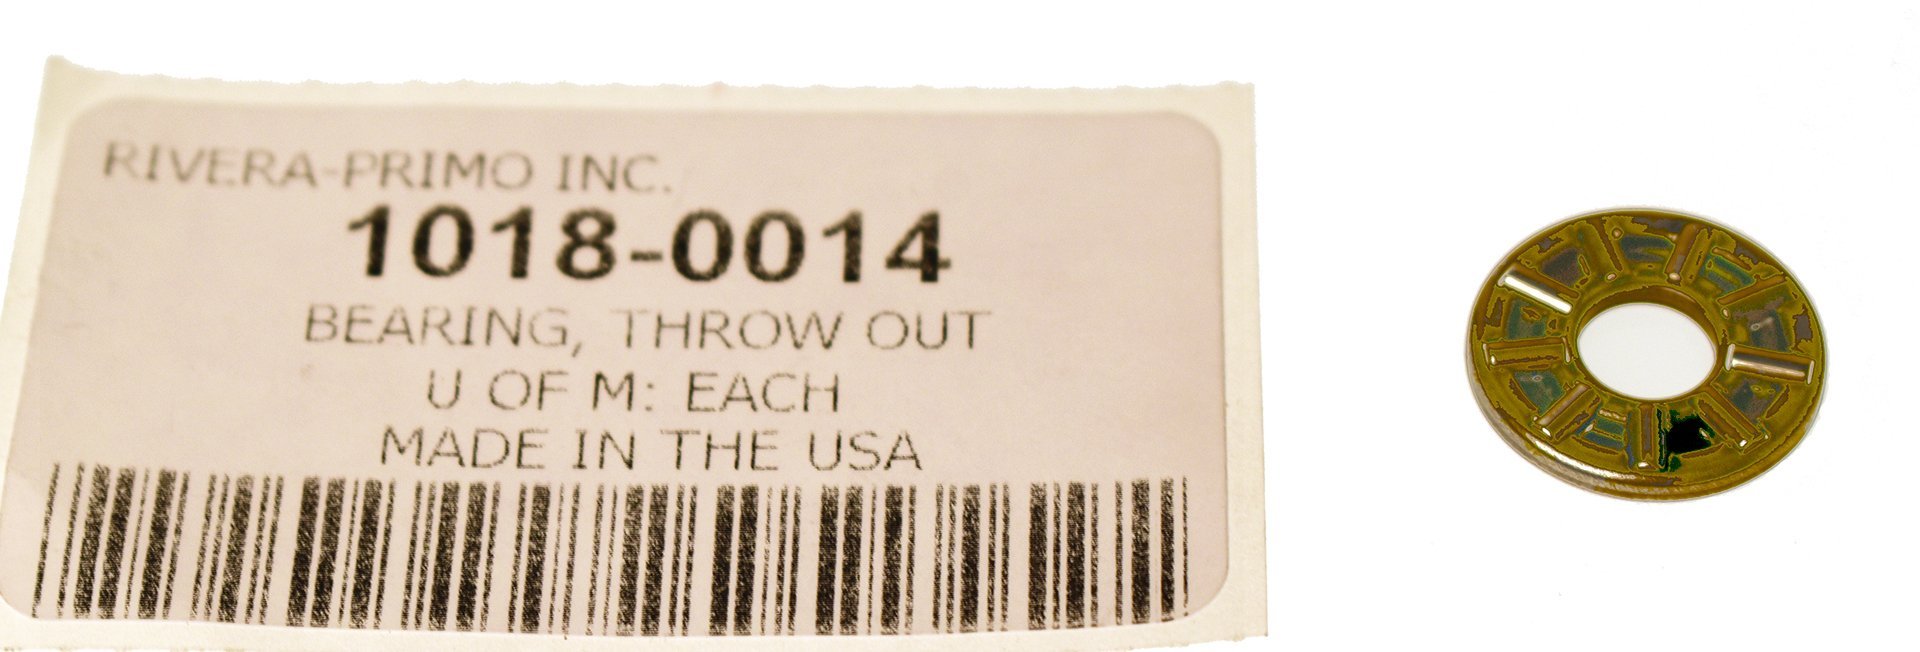 RIVERA-PRIMO INC.
1018-0014
BEARING, THROW OUT
U OF M: EACH
MADE IN THE USA